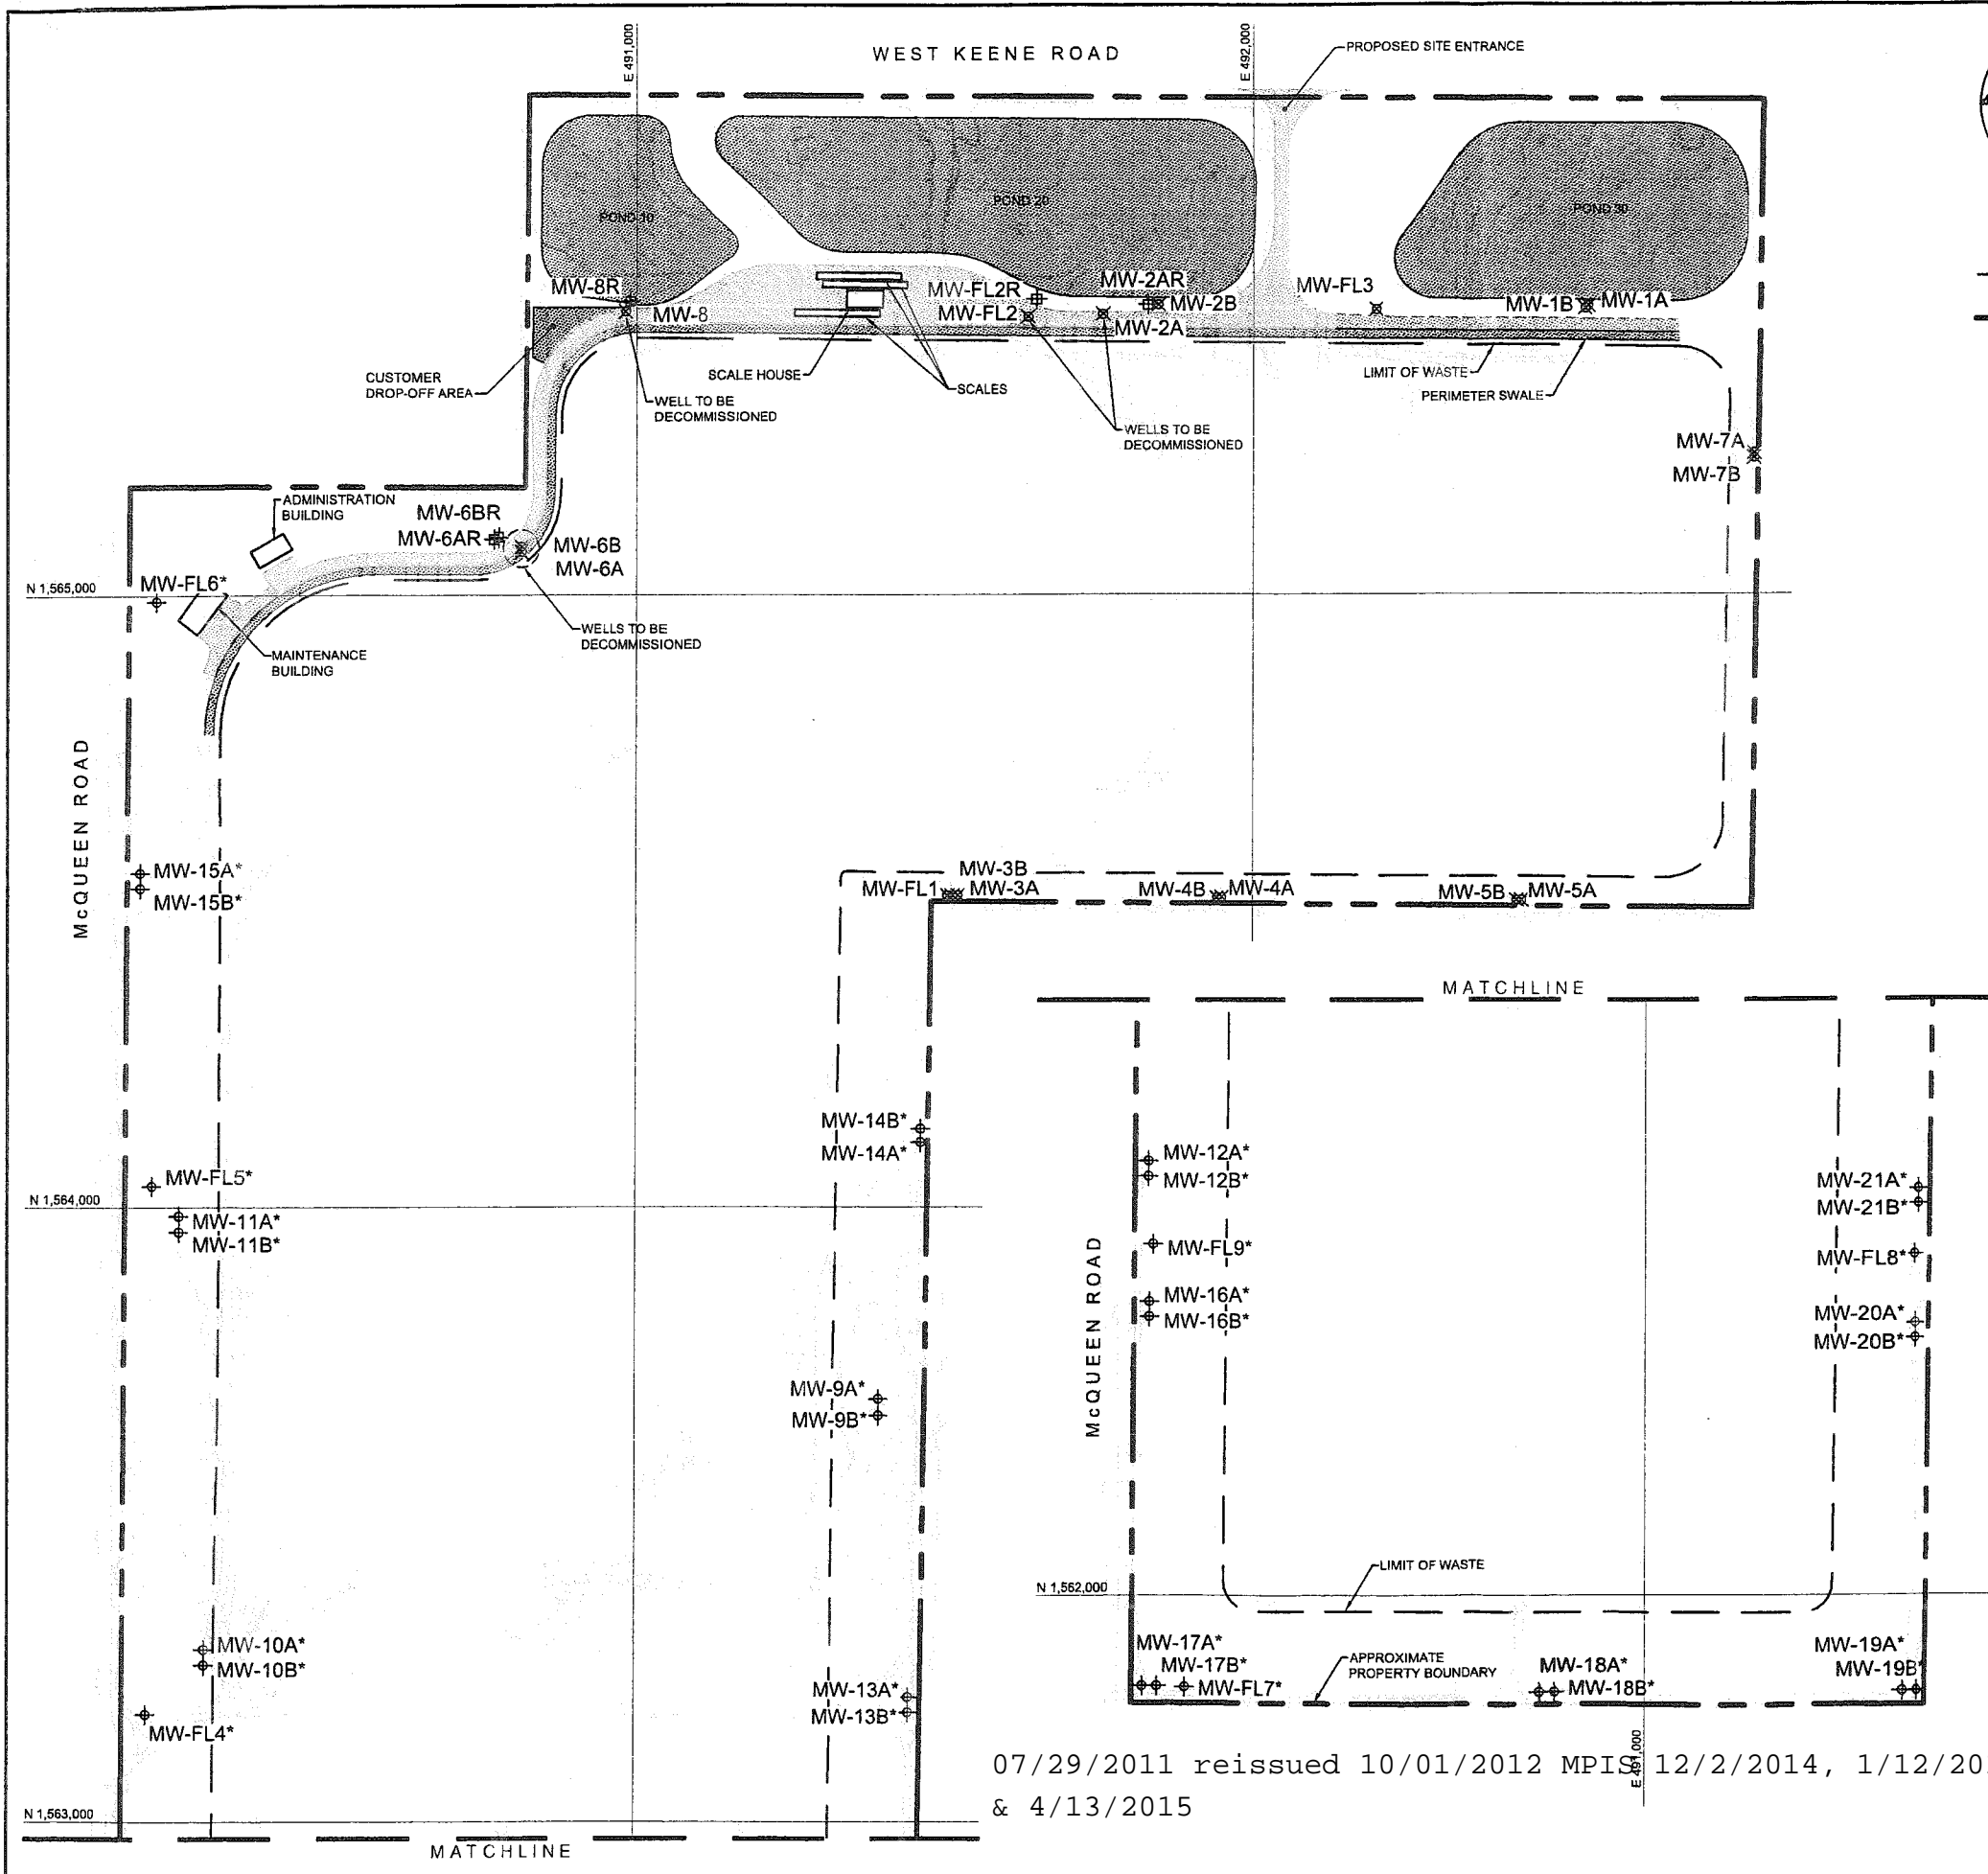 WEST KEENE ROAD
E 491,000
E 492,000
PROPOSED SITE ENTRANCE
POND 10
POND 20
POND 30
MW-8R
MW-8
MW-FL2R
MW-FL2
MW-2AR
MW-2B
MW-2A
MW-FL3
MW-1B
MW-1A
CUSTOMER
DROP-OFF AREA
SCALE HOUSE
SCALES
WELL TO BE
DECOMMISSIONED
WELLS TO BE
DECOMMISSIONED
LIMIT OF WASTE
PERIMETER SWALE
MW-7A
MW-7B
ADMINISTRATION
BUILDING
MW-6BR
MW-6AR
MW-6B
MW-6A
N 1,565,000
MW-FL6*
WELLS TO BE
DECOMMISSIONED
MAINTENANCE
BUILDING
McQUEEN ROAD
MW-15A*
MW-15B*
MW-3B
MW-FL1
MW-3A
MW-4B
MW-4A
MW-5B
MW-5A
MATCHLINE
MW-14B*
MW-14A*
MW-FL5*
N 1,564,000
MW-11A*
MW-11B*
MW-12A*
MW-12B*
MW-21A*
MW-21B*
MW-FL9*
MW-FL8*
McQUEEN ROAD
MW-16A*
MW-16B*
MW-20A*
MW-20B*
MW-9A*
MW-9B*
LIMIT OF WASTE
N 1,562,000
MW-10A*
MW-10B*
MW-17A*
MW-17B*
MW-FL7*
APPROXIMATE
PROPERTY BOUNDARY
MW-18A*
MW-18B*
MW-19A*
MW-19B*
MW-13A*
MW-13B*
MW-FL4*
E 491,000
07/29/2011 reissued 10/01/2012 MPIS 12/2/2014, 1/12/20
& 4/13/2015
N 1,563,000
MATCHLINE